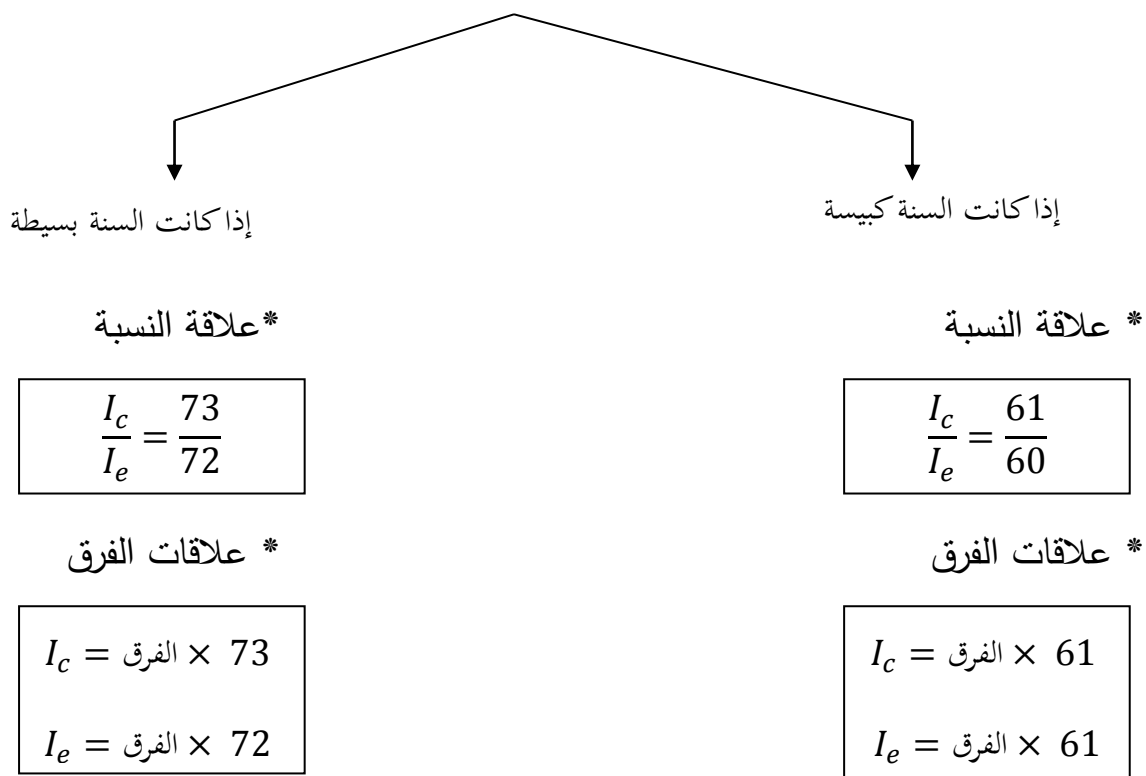 إذا كانت السنة كبيسة
* علاقة النسبة
I_c / I_e = 61 / 60
* علاقات الفرق
I_c = الفرق × 61
I_e = الفرق × 61
إذا كانت السنة بسيطة
*علاقة النسبة
I_c / I_e = 73 / 72
* علاقات الفرق
I_c = الفرق × 73
I_e = الفرق × 72